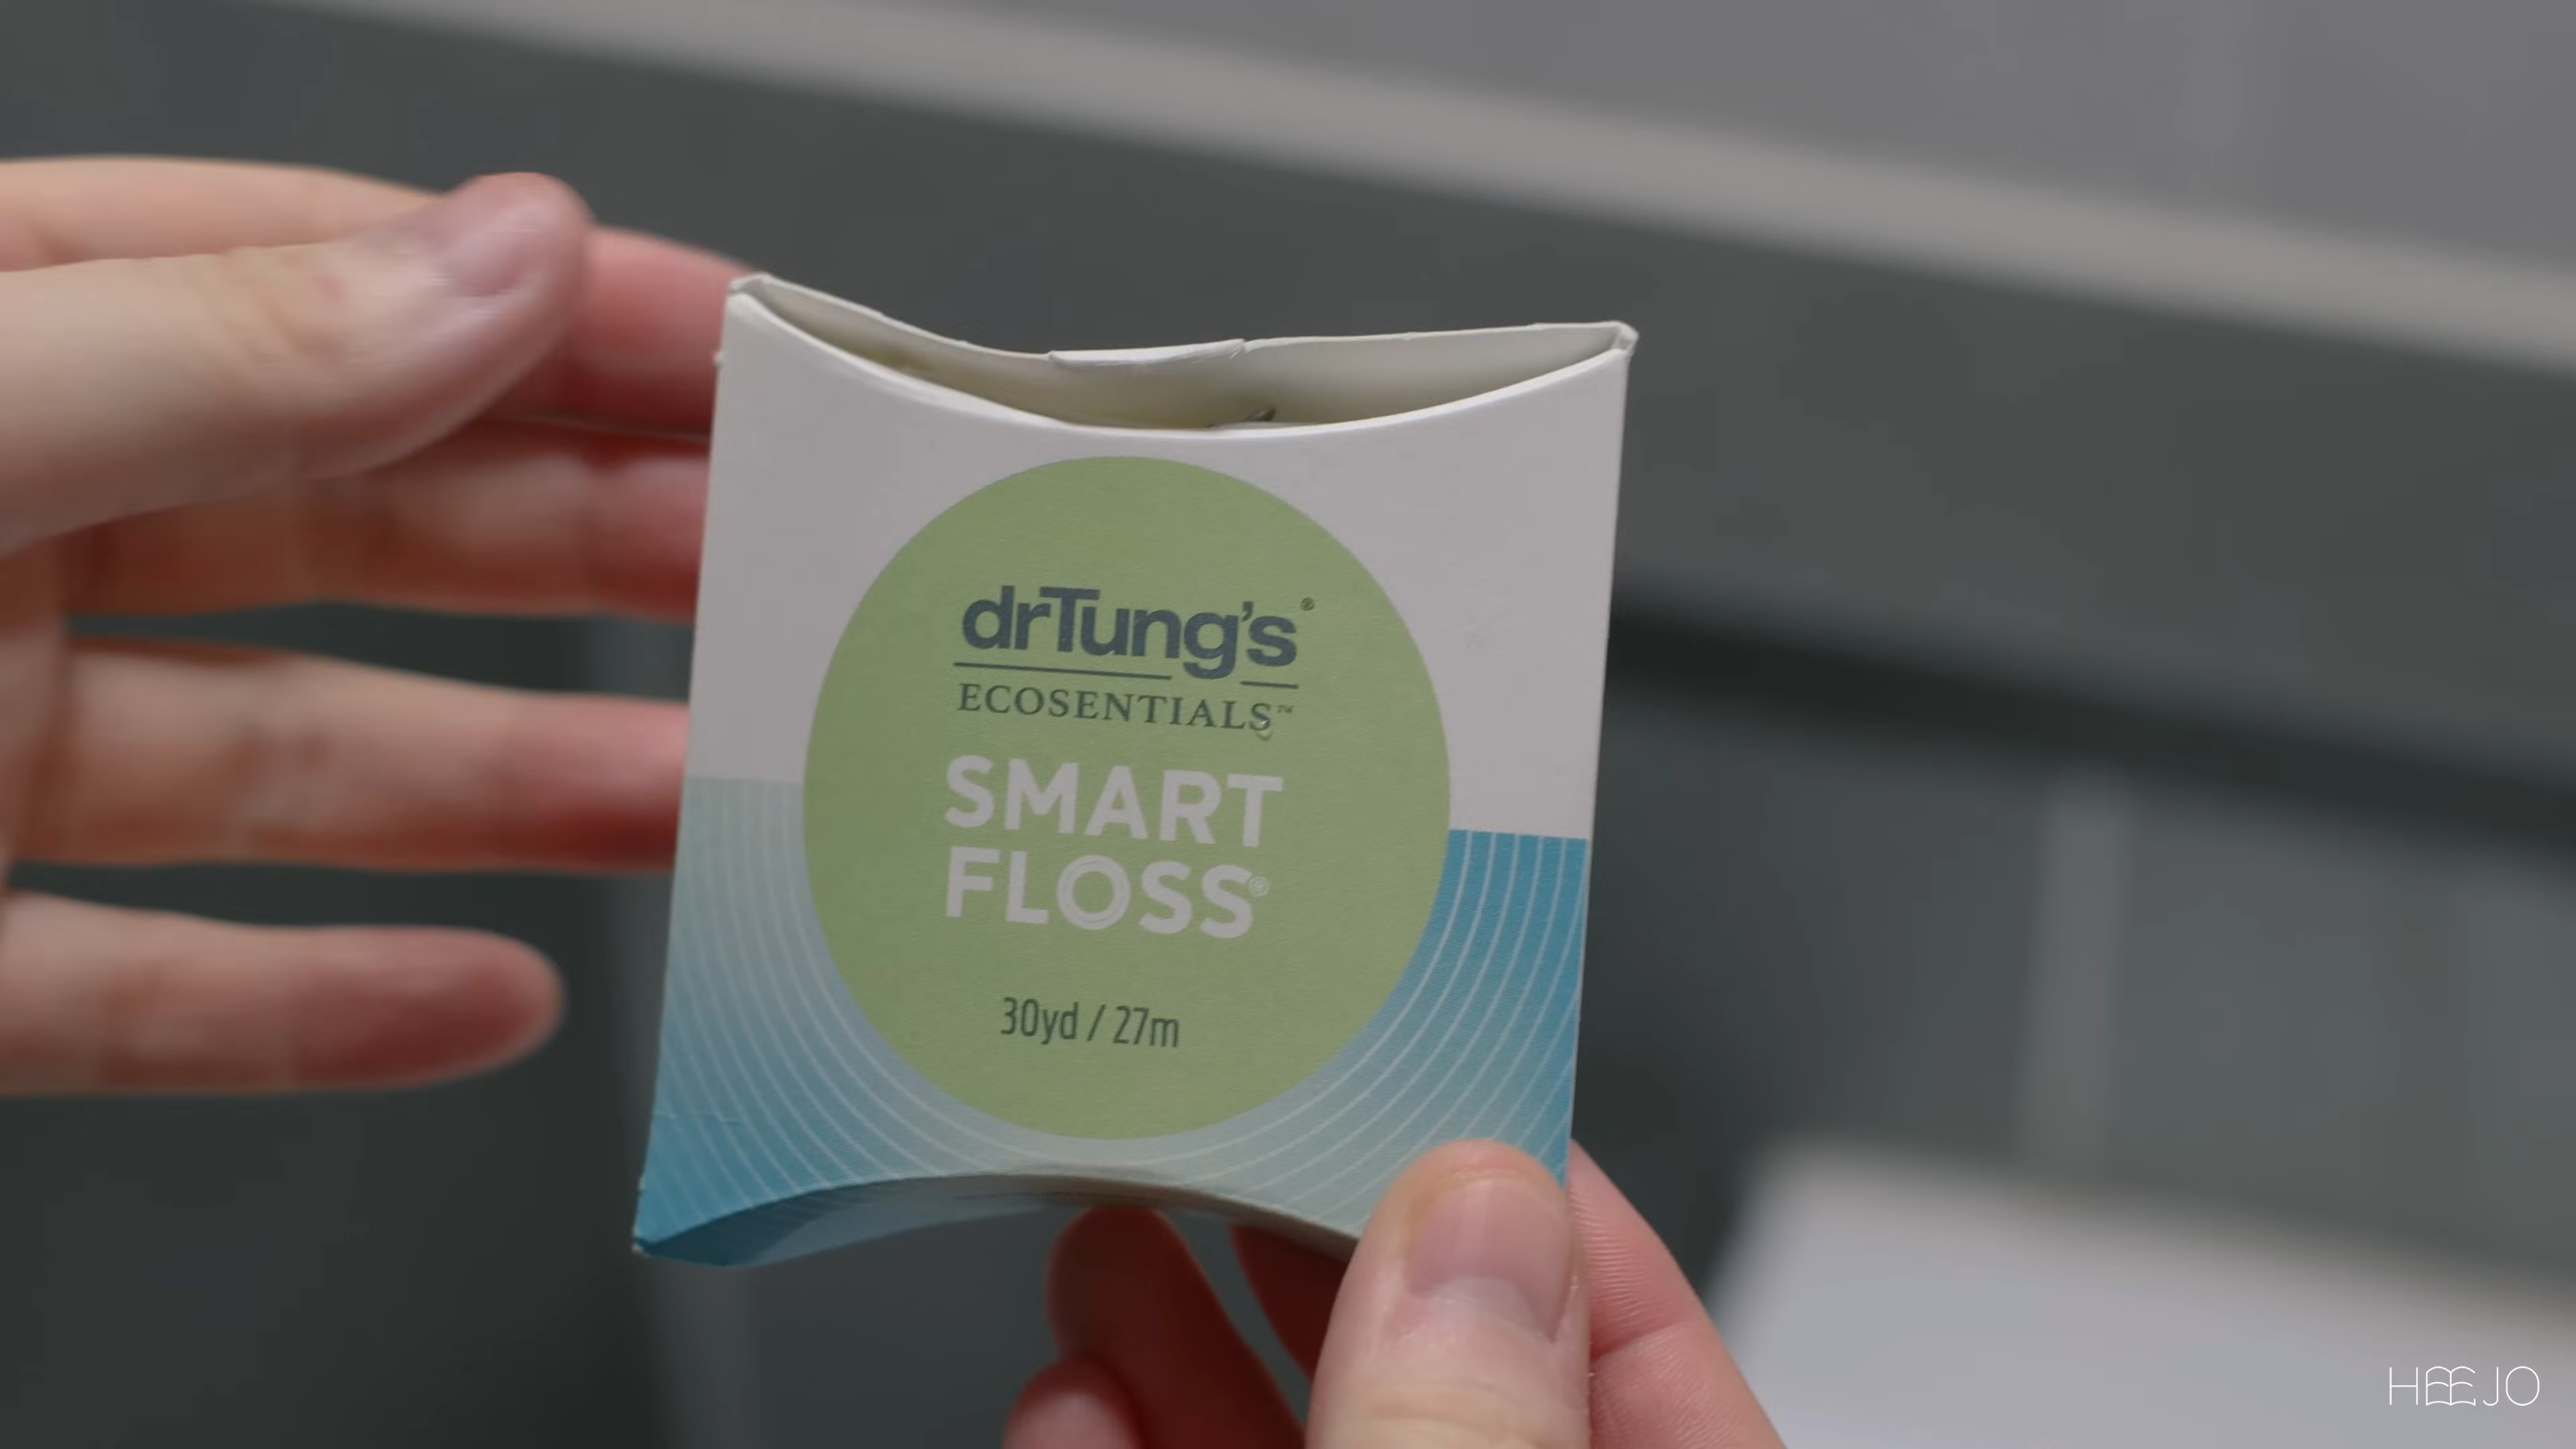 drTung's®
ECOSENTIALS™
SMART
FLOSS®
30yd / 27m
HEEJO